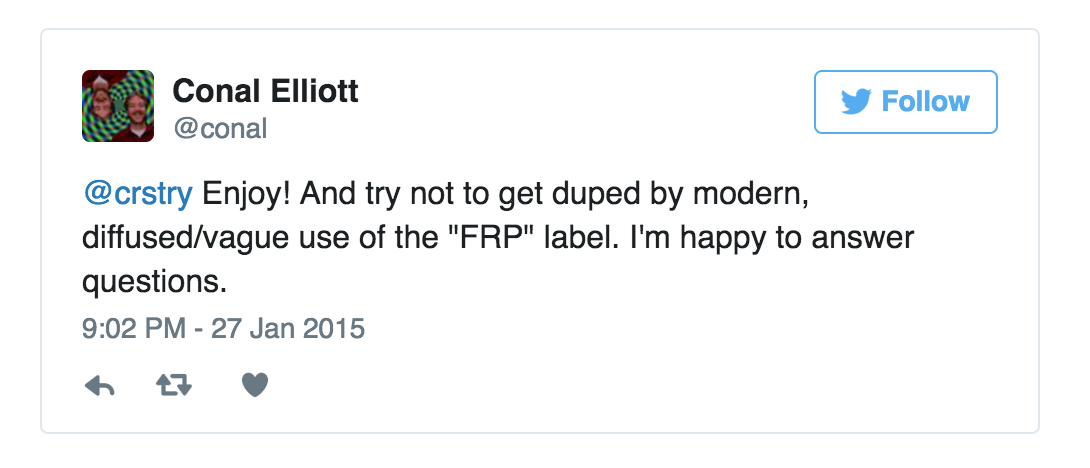 Conal Elliott
@conal
Follow
@crstry Enjoy! And try not to get duped by modern,
diffused/vague use of the "FRP" label. I'm happy to answer
questions.
9:02 PM - 27 Jan 2015